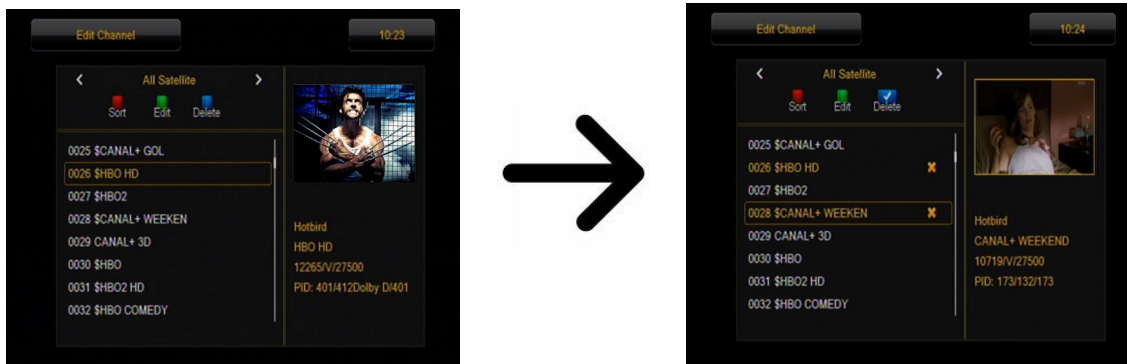 Edit Channel
10:23
All Satellite
Sort Edit Delete
0025 $CANAL+ GOL
0026 $HBO HD
0027 $HBO2
0028 $CANAL+ WEEKEN
0029 CANAL+ 3D
0030 $HBO
0031 $HBO2 HD
0032 $HBO COMEDY
Hotbird
HBO HD
12265/V/27500
PID: 401/412Dolby D/401
Edit Channel
10:24
All Satellite
Sort Edit Delete
0025 $CANAL+ GOL
0026 $HBO HD
0027 $HBO2
0028 $CANAL+ WEEKEN
0029 CANAL+ 3D
0030 $HBO
0031 $HBO2 HD
0032 $HBO COMEDY
Hotbird
CANAL+ WEEKEND
10719/V/27500
PID: 173/132/173